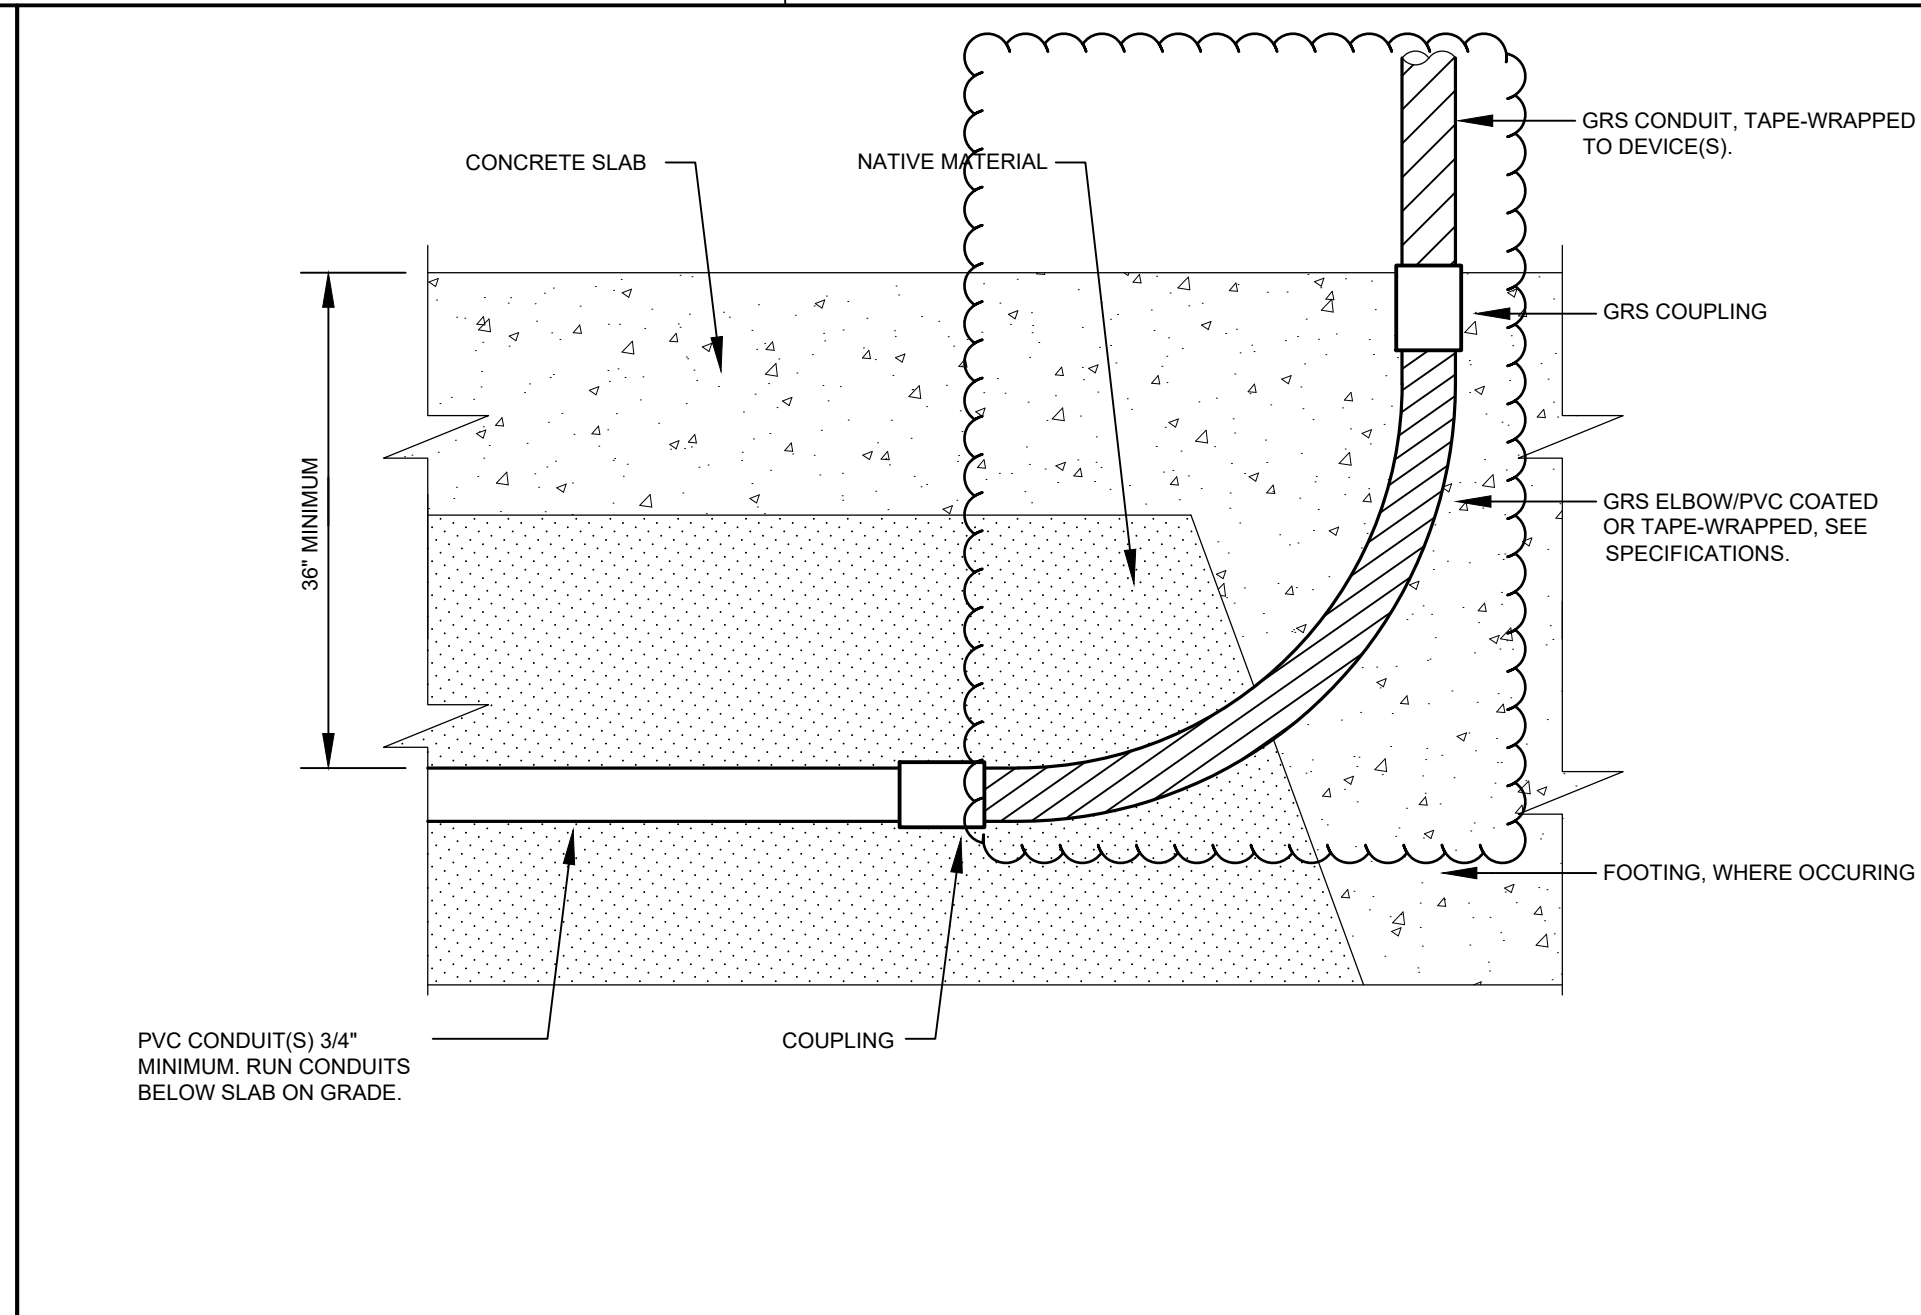 GRS CONDUIT, TAPE-WRAPPED
TO DEVICE(S).
CONCRETE SLAB
NATIVE MATERIAL
GRS COUPLING
36" MINIMUM
GRS ELBOW/PVC COATED
OR TAPE-WRAPPED, SEE
SPECIFICATIONS.
FOOTING, WHERE OCCURING
PVC CONDUIT(S) 3/4"
MINIMUM. RUN CONDUITS
BELOW SLAB ON GRADE.
COUPLING